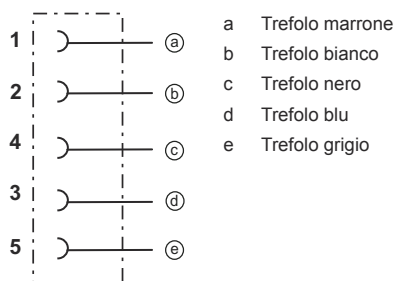 1 ⓐ a Trefolo marrone
2 ⓑ b Trefolo bianco
4 ⓒ c Trefolo nero
3 ⓓ d Trefolo blu
5 ⓔ e Trefolo grigio